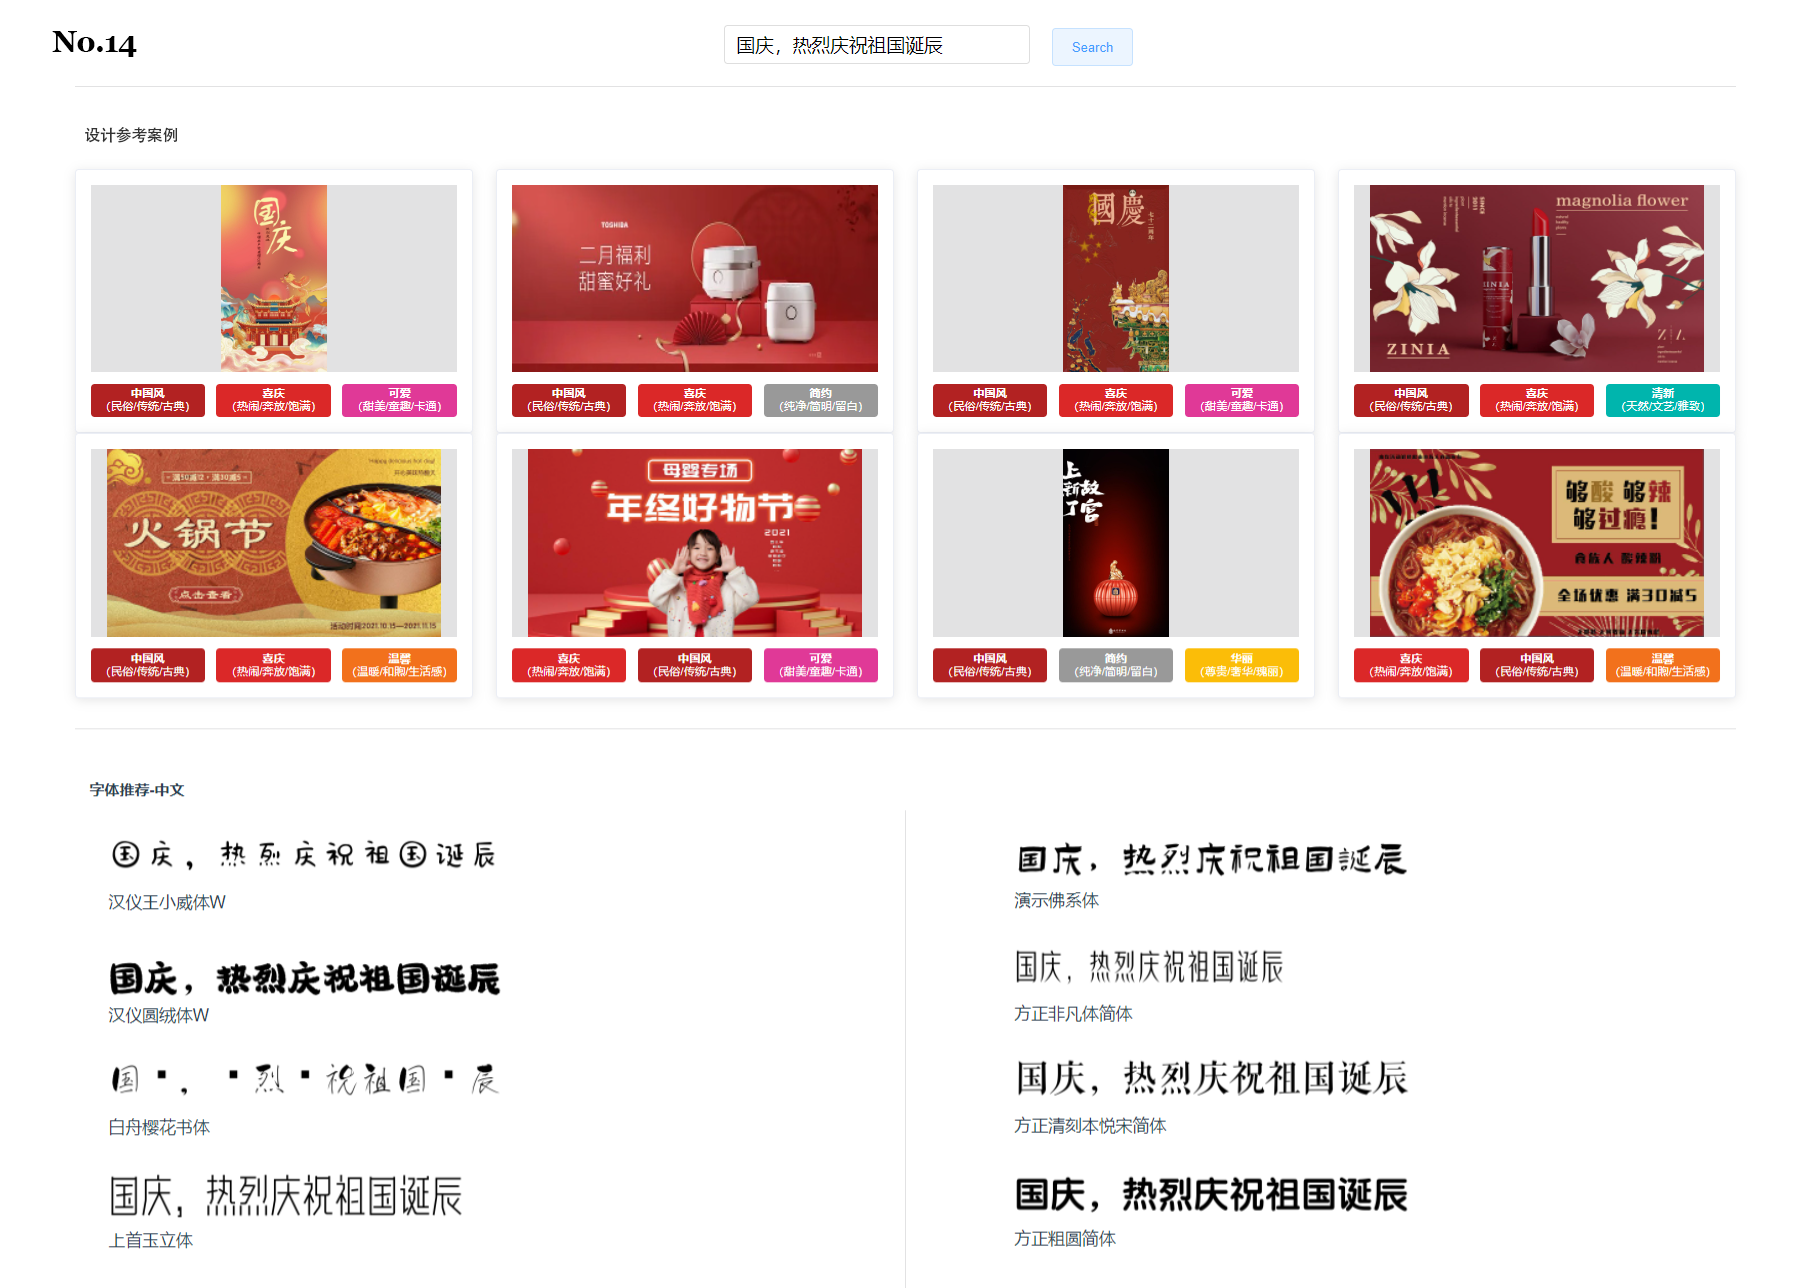 No.14
国庆，热烈庆祝祖国诞辰
Search
设计参考案例
国庆
TOSHIBA
二月福利
甜蜜好礼
國慶
七十二周年
magnolia flower
SINCE
ZINIA
ZINIA
中国风
(民俗/传统/古典)
喜庆
(热闹/奔放/饱满)
可爱
(甜美/童趣/卡通)
中国风
(民俗/传统/古典)
喜庆
(热闹/奔放/饱满)
简约
(纯净/简明/留白)
中国风
(民俗/传统/古典)
喜庆
(热闹/奔放/饱满)
可爱
(甜美/童趣/卡通)
中国风
(民俗/传统/古典)
喜庆
(热闹/奔放/饱满)
清新
(天然/文艺/雅致)
火锅节
点击查看
活动时间2021.10.15—2021.11.15
母婴专场
年终好物节
2021
上新了故宫
够酸 够辣
够过瘾!
食族人 酸辣粉
全场优惠 满30减5
中国风
(民俗/传统/古典)
喜庆
(热闹/奔放/饱满)
温馨
(温暖/和煦/生活感)
喜庆
(热闹/奔放/饱满)
中国风
(民俗/传统/古典)
可爱
(甜美/童趣/卡通)
中国风
(民俗/传统/古典)
简约
(纯净/简明/留白)
华丽
(尊贵/奢华/瑰丽)
喜庆
(热闹/奔放/饱满)
中国风
(民俗/传统/古典)
温馨
(温暖/和煦/生活感)
字体推荐-中文
国庆，热烈庆祝祖国诞辰
汉仪王小威体W
国庆，热烈庆祝祖国诞辰
汉仪圆绒体W
国▪，▪烈▪祝祖国▪辰
白舟樱花书体
国庆，热烈庆祝祖国诞辰
上首玉立体
国庆，热烈庆祝祖国誕辰
演示佛系体
国庆，热烈庆祝祖国诞辰
方正非凡体简体
国庆，热烈庆祝祖国诞辰
方正清刻本悦宋简体
国庆，热烈庆祝祖国诞辰
方正粗圆简体